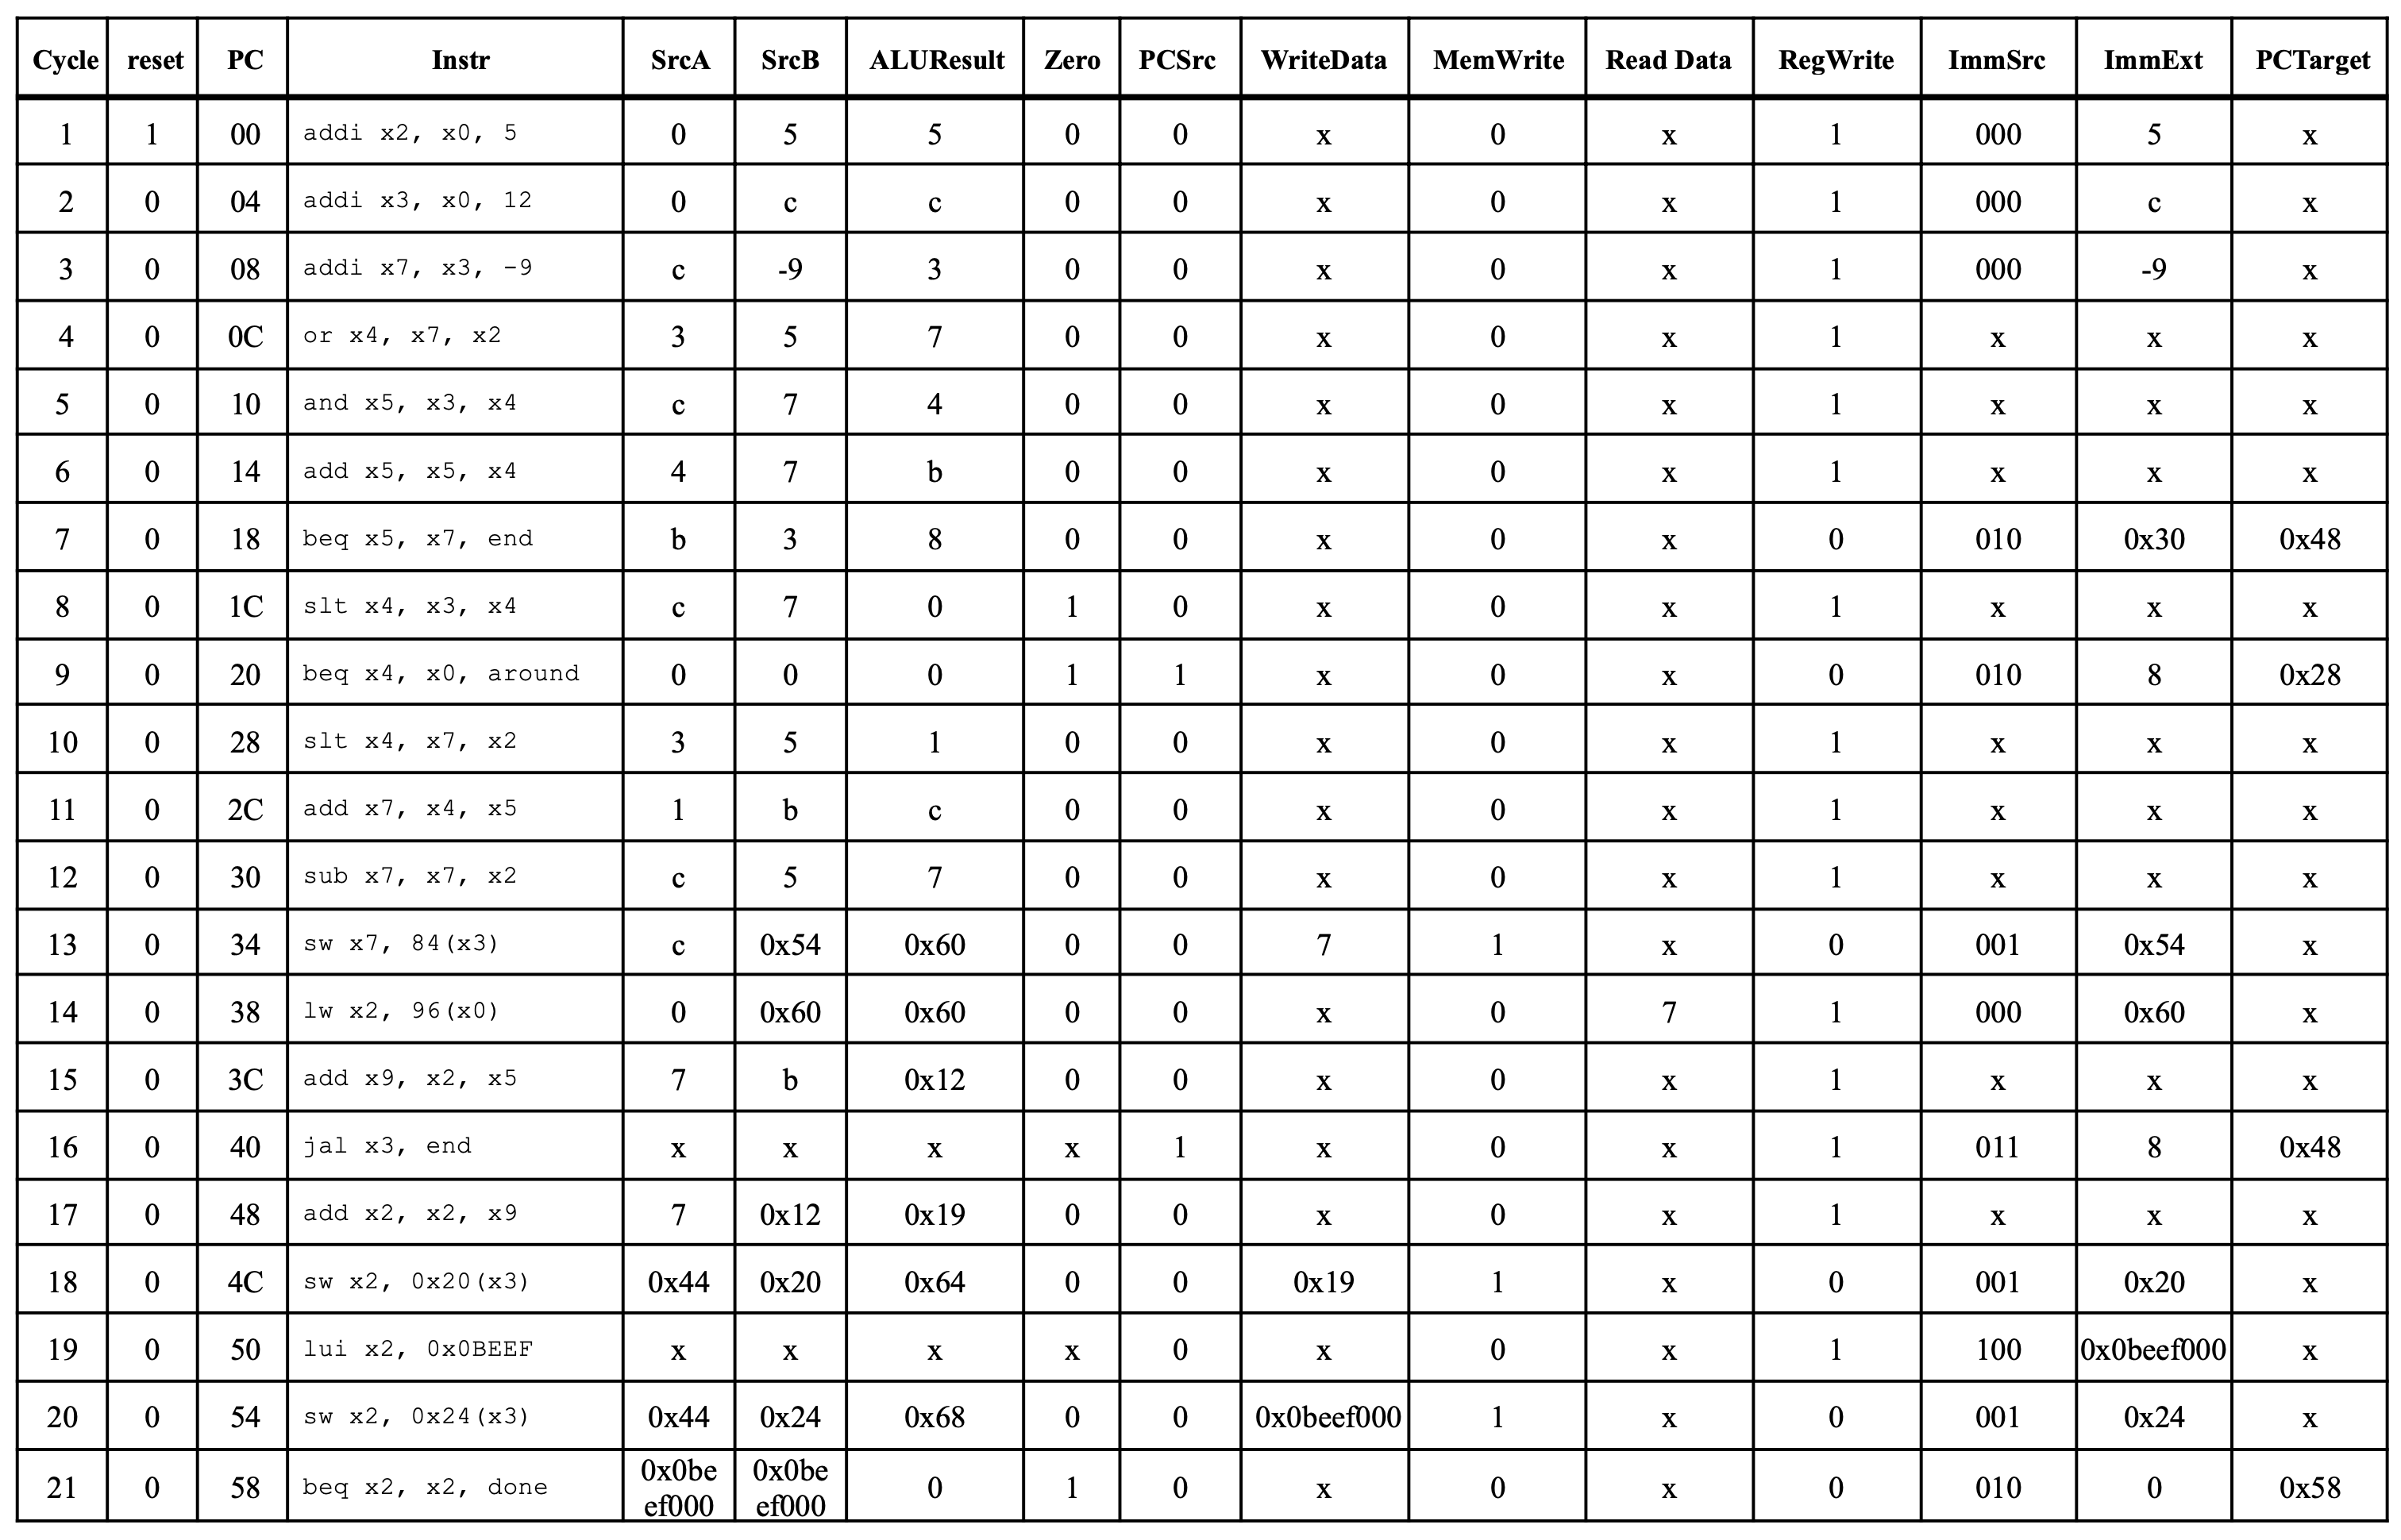 Cycle reset PC Instr SrcA SrcB ALUResult Zero PCSrc WriteData MemWrite Read Data RegWrite ImmSrc ImmExt PCTarget
1 1 00 addi x2, x0, 5 0 5 5 0 0 x 0 x 1 000 5 x
2 0 04 addi x3, x0, 12 0 c c 0 0 x 0 x 1 000 c x
3 0 08 addi x7, x3, -9 c -9 3 0 0 x 0 x 1 000 -9 x
4 0 0C or x4, x7, x2 3 5 7 0 0 x 0 x 1 x x x
5 0 10 and x5, x3, x4 c 7 4 0 0 x 0 x 1 x x x
6 0 14 add x5, x5, x4 4 7 b 0 0 x 0 x 1 x x x
7 0 18 beq x5, x7, end b 3 8 0 0 x 0 x 0 010 0x30 0x48
8 0 1C slt x4, x3, x4 c 7 0 1 0 x 0 x 1 x x x
9 0 20 beq x4, x0, around 0 0 0 1 1 x 0 x 0 010 8 0x28
10 0 28 slt x4, x7, x2 3 5 1 0 0 x 0 x 1 x x x
11 0 2C add x7, x4, x5 1 b c 0 0 x 0 x 1 x x x
12 0 30 sub x7, x7, x2 c 5 7 0 0 x 0 x 1 x x x
13 0 34 sw x7, 84(x3) c 0x54 0x60 0 0 7 1 x 0 001 0x54 x
14 0 38 lw x2, 96(x0) 0 0x60 0x60 0 0 x 0 7 1 000 0x60 x
15 0 3C add x9, x2, x5 7 b 0x12 0 0 x 0 x 1 x x x
16 0 40 jal x3, end x x x x 1 x 0 x 1 011 8 0x48
17 0 48 add x2, x2, x9 7 0x12 0x19 0 0 x 0 x 1 x x x
18 0 4C sw x2, 0x20(x3) 0x44 0x20 0x64 0 0 0x19 1 x 0 001 0x20 x
19 0 50 lui x2, 0x0BEEF x x x x 0 x 0 x 1 100 0x0beef000 x
20 0 54 sw x2, 0x24(x3) 0x44 0x24 0x68 0 0 0x0beef000 1 x 0 001 0x24 x
21 0 58 beq x2, x2, done 0x0be 0x0be 0 1 0 x 0 x 0 010 0 0x58
ef000 ef000